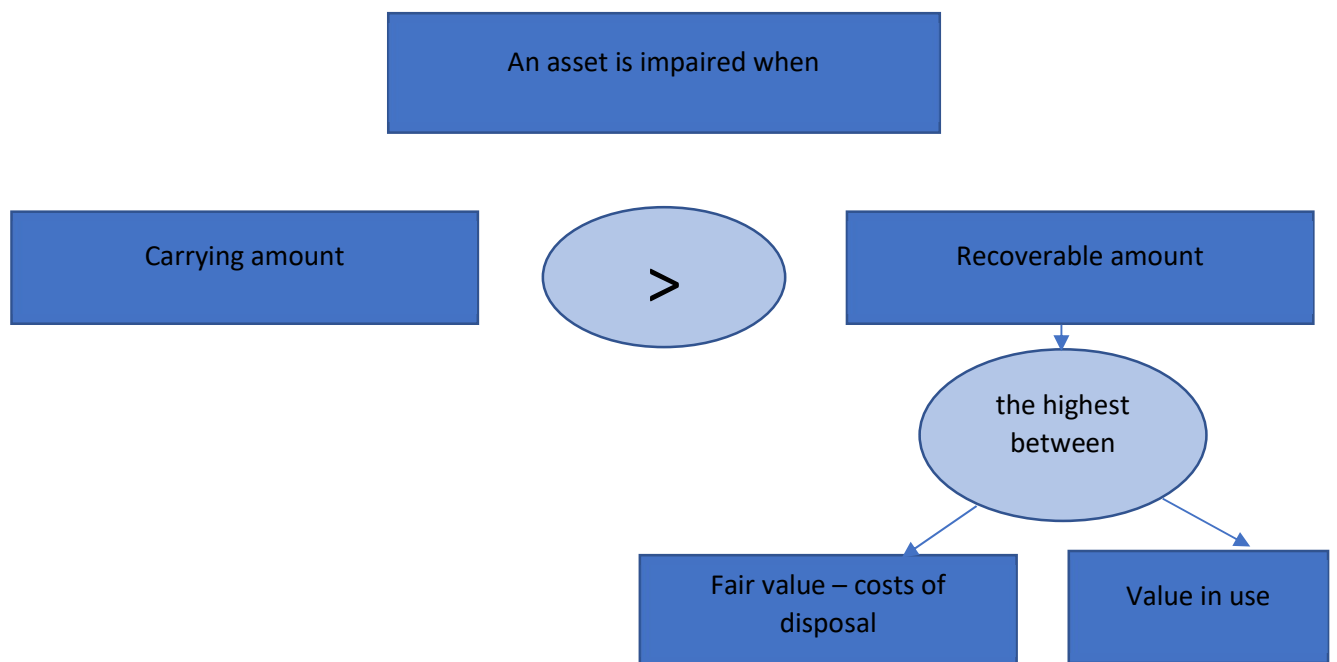 An asset is impaired when
Carrying amount
>
Recoverable amount
the highest
between
Fair value – costs of
disposal
Value in use